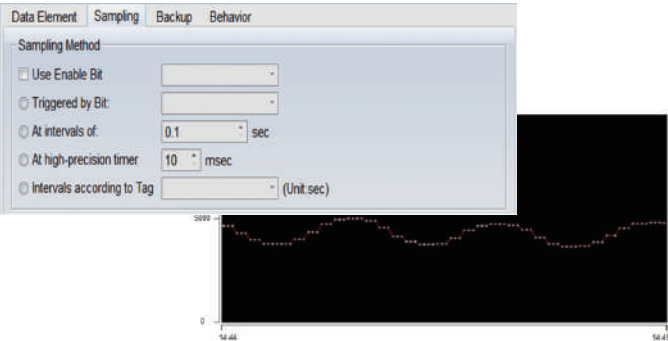 Data Element Sampling Backup Behavior
Sampling Method
Use Enable Bit
Triggered by Bit:
At intervals of: 0.1 sec
At high-precision timer 10 msec
Intervals according to Tag (Unit:sec)
5000
0